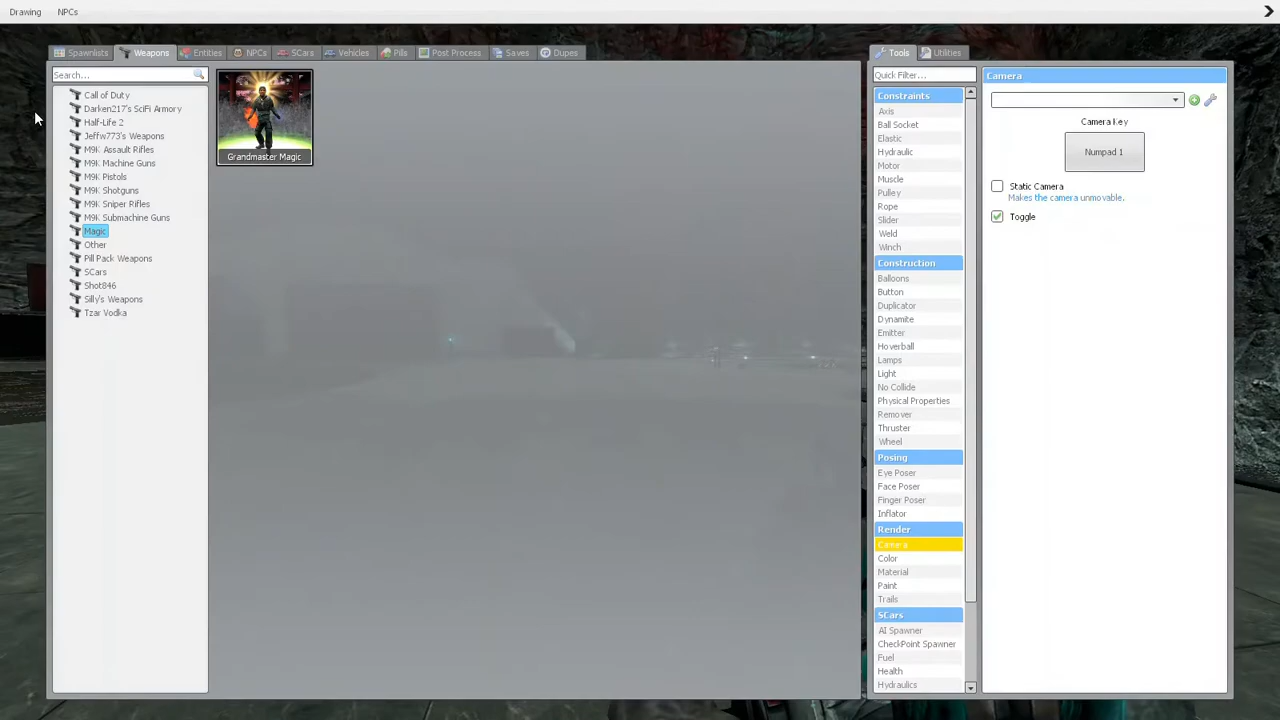 Drawing NPCs
Spawnlists Weapons Entities NPCs SCars Vehicles Pills Post Process Saves Dupes
Search...
Call of Duty
Darken217's SciFi Armory
Half-Life 2
Jeffw773's Weapons
M9K Assault Rifles
M9K Machine Guns
M9K Pistols
M9K Shotguns
M9K Sniper Rifles
M9K Submachine Guns
Magic
Other
Pill Pack Weapons
SCars
Shot846
Silly's Weapons
Tzar Vodka
Grandmaster Magic
Tools Utilities
Quick Filter...
Constraints
Axis
Ball Socket
Elastic
Hydraulic
Motor
Muscle
Pulley
Rope
Slider
Weld
Winch
Construction
Balloons
Button
Duplicator
Dynamite
Emitter
Hoverball
Lamps
Light
No Collide
Physical Properties
Remover
Thruster
Wheel
Posing
Eye Poser
Face Poser
Finger Poser
Inflator
Render
Camera
Color
Material
Paint
Trails
SCars
AI Spawner
CheckPoint Spawner
Fuel
Health
Hydraulics
Camera
Camera Key
Numpad 1
Static Camera
Makes the camera unmovable.
Toggle